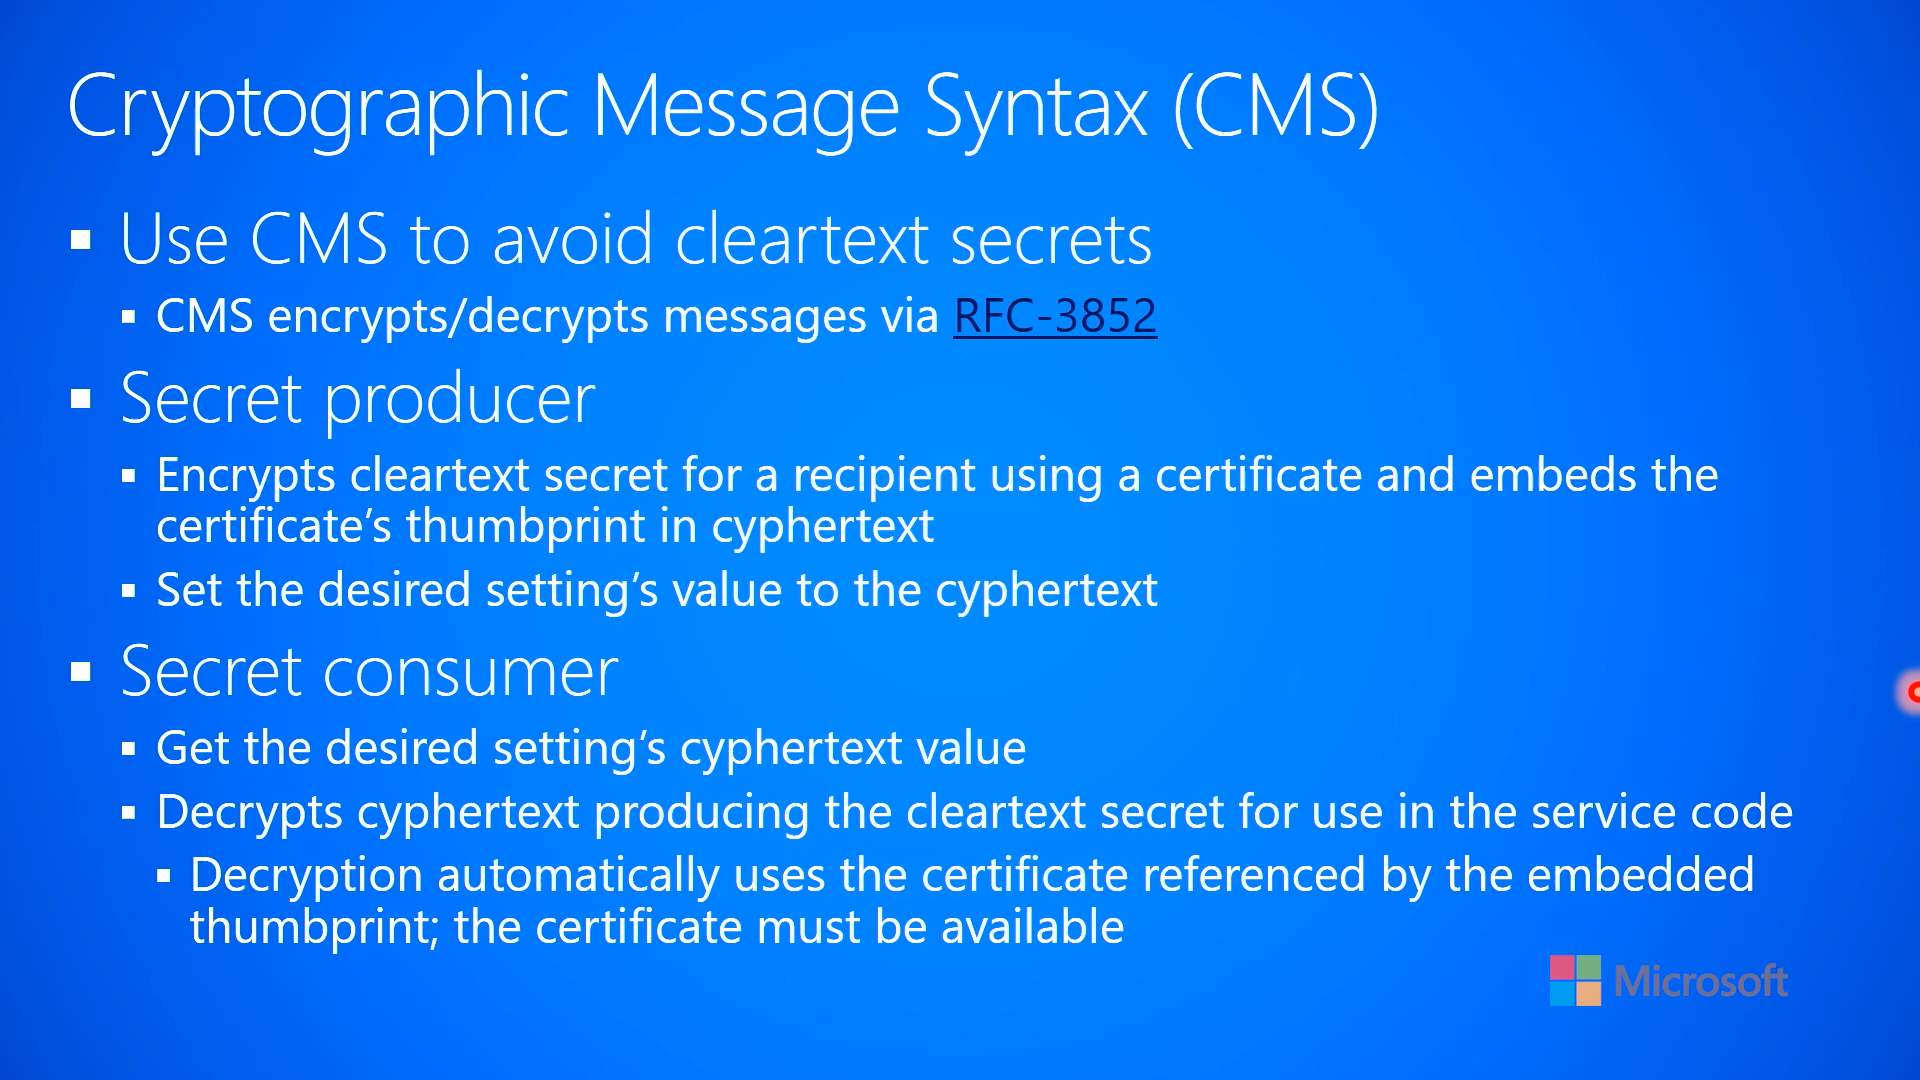 Cryptographic Message Syntax (CMS)
▪ Use CMS to avoid cleartext secrets
▪ CMS encrypts/decrypts messages via RFC-3852
▪ Secret producer
▪ Encrypts cleartext secret for a recipient using a certificate and embeds the
certificate’s thumbprint in cyphertext
▪ Set the desired setting’s value to the cyphertext
▪ Secret consumer
▪ Get the desired setting’s cyphertext value
▪ Decrypts cyphertext producing the cleartext secret for use in the service code
▪ Decryption automatically uses the certificate referenced by the embedded
thumbprint; the certificate must be available
Microsoft